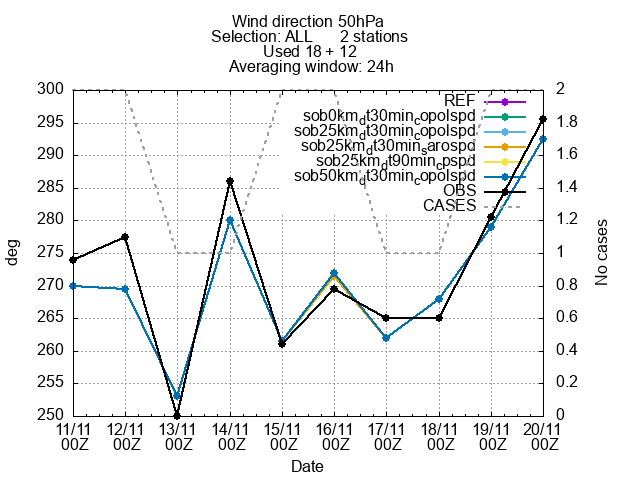 Wind direction 50hPa
Selection: ALL 2 stations
Used 18 + 12
Averaging window: 24h
300
295
290
285
280
275
270
265
260
255
250
deg
2
1.8
1.6
1.4
1.2
1
0.8
0.6
0.4
0.2
0
No cases
REF
sob0km_dt30min_copolspd
sob25km_dt30min_copolspd
sob25km_dt30min_sarospd
sob25km_dt90min_cpspd
sob50km_dt30min_copolspd
OBS
CASES
11/11 12/11 13/11 14/11 15/11 16/11 17/11 18/11 19/11 20/11
00Z 00Z 00Z 00Z 00Z 00Z 00Z 00Z 00Z 00Z
Date